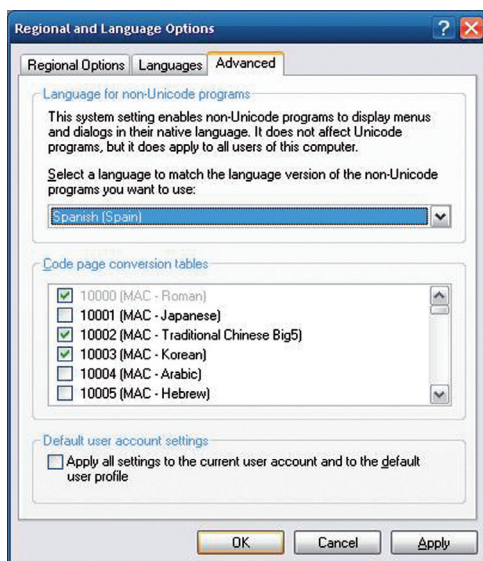 Regional and Language Options
Regional Options Languages Advanced
Language for non-Unicode programs
This system setting enables non-Unicode programs to display menus
and dialogs in their native language. It does not affect Unicode
programs, but it does apply to all users of this computer.
Select a language to match the language version of the non-Unicode
programs you want to use:
Spanish (Spain)
Code page conversion tables
10000 (MAC - Roman)
10001 (MAC - Japanese)
10002 (MAC - Traditional Chinese Big5)
10003 (MAC - Korean)
10004 (MAC - Arabic)
10005 (MAC - Hebrew)
Default user account settings
Apply all settings to the current user account and to the default
user profile
OK Cancel Apply